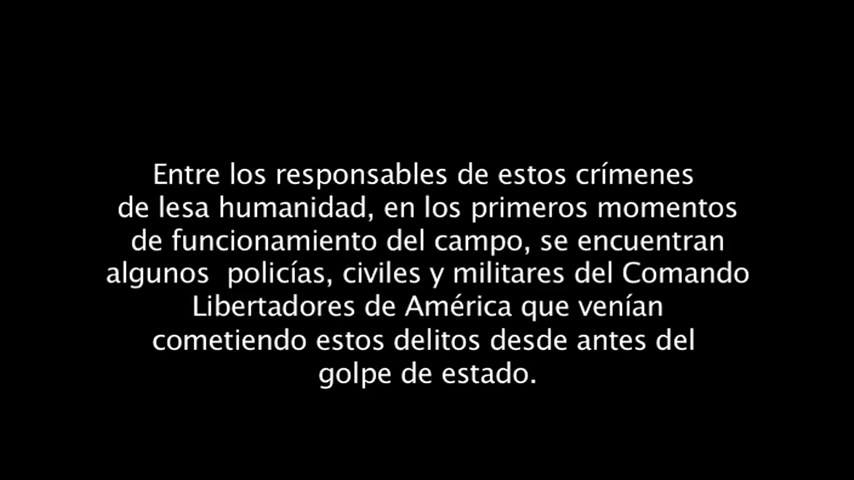 Entre los responsables de estos crímenes
de lesa humanidad, en los primeros momentos
de funcionamiento del campo, se encuentran
algunos  policías, civiles y militares del Comando
Libertadores de América que venían
cometiendo estos delitos desde antes del
golpe de estado.